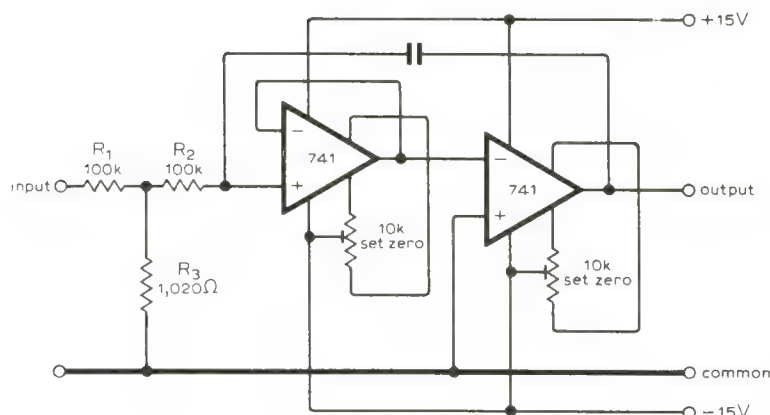 +15V
R1
100k
R2
100k
input
−
741
+
−
741
+
output
10k
set zero
10k
set zero
R3
1,020Ω
common
−15V